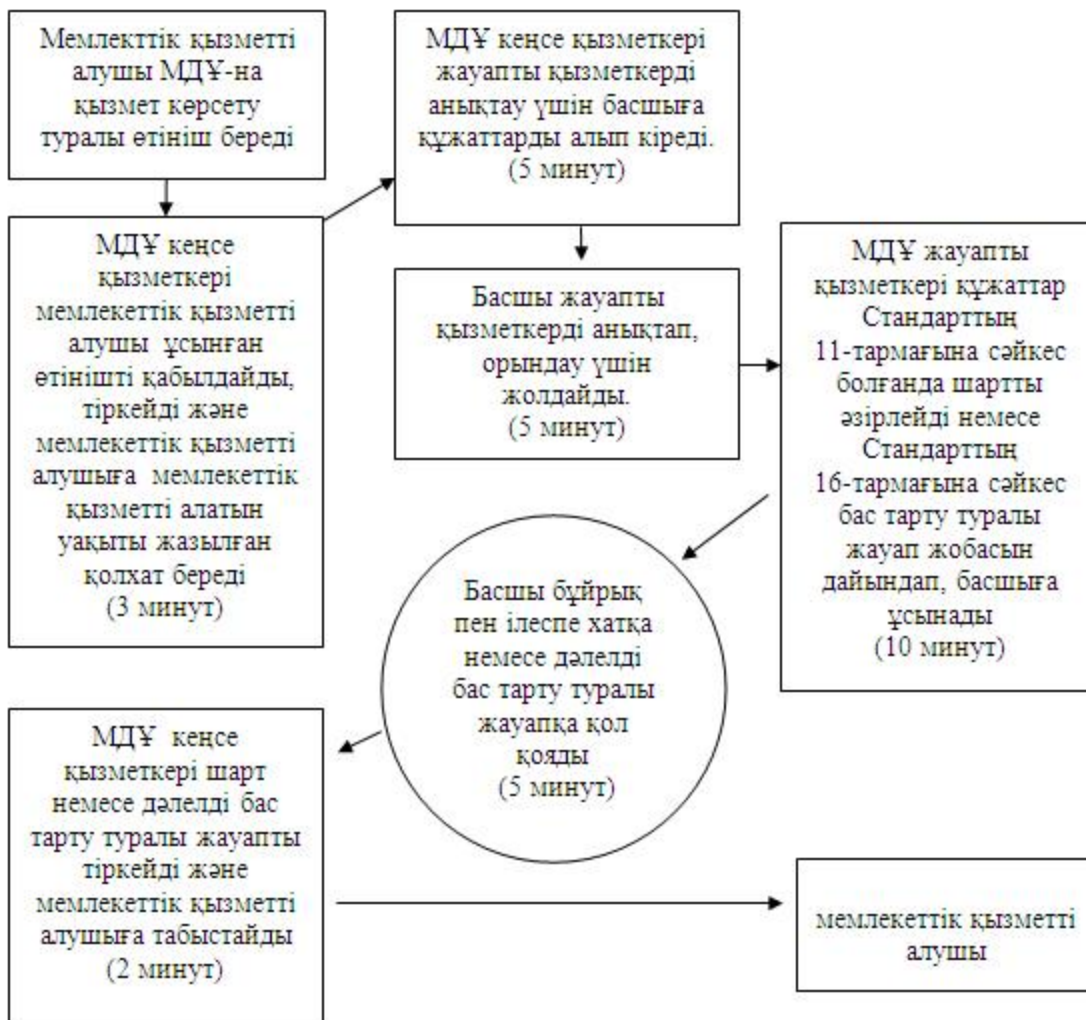 Мемлекттік қызметті
алушы МДҰ-на
қызмет көрсету
туралы өтініш береді
МДҰ кеңсе
қызметкері
мемлекеттік қызметті
алушы ұсынған
өтінішті қабылдайды,
тіркейді және
мемлекеттік қызметті
алушыға мемлекеттік
қызметті алатын
уақыты жазылған
қолхат береді
(3 минут)
МДҰ кеңсе қызметкері
жауапты қызметкерді
анықтау үшін басшыға
құжаттарды алып кіреді.
(5 минут)
Басшы жауапты
қызметкерді анықтап,
орындау үшін
жолдайды.
(5 минут)
МДҰ жауапты
қызметкері құжаттар
Стандарттың
11-тармағына сәйкес
болғанда шартты
әзірлейді немесе
Стандарттың
16-тармағына сәйкес
бас тарту туралы
жауап жобасын
дайындап, басшыға
ұсынады
(10 минут)
Басшы бұйрық
пен ілеспе хатқа
немесе дәлелді
бас тарту туралы
жауапқа қол
қояды
(5 минут)
МДҰ кеңсе
қызметкері шарт
немесе дәлелді бас
тарту туралы жауапты
тіркейді және
мемлекеттік қызметті
алушыға табыстайды
(2 минут)
мемлекеттік қызметті
алушы